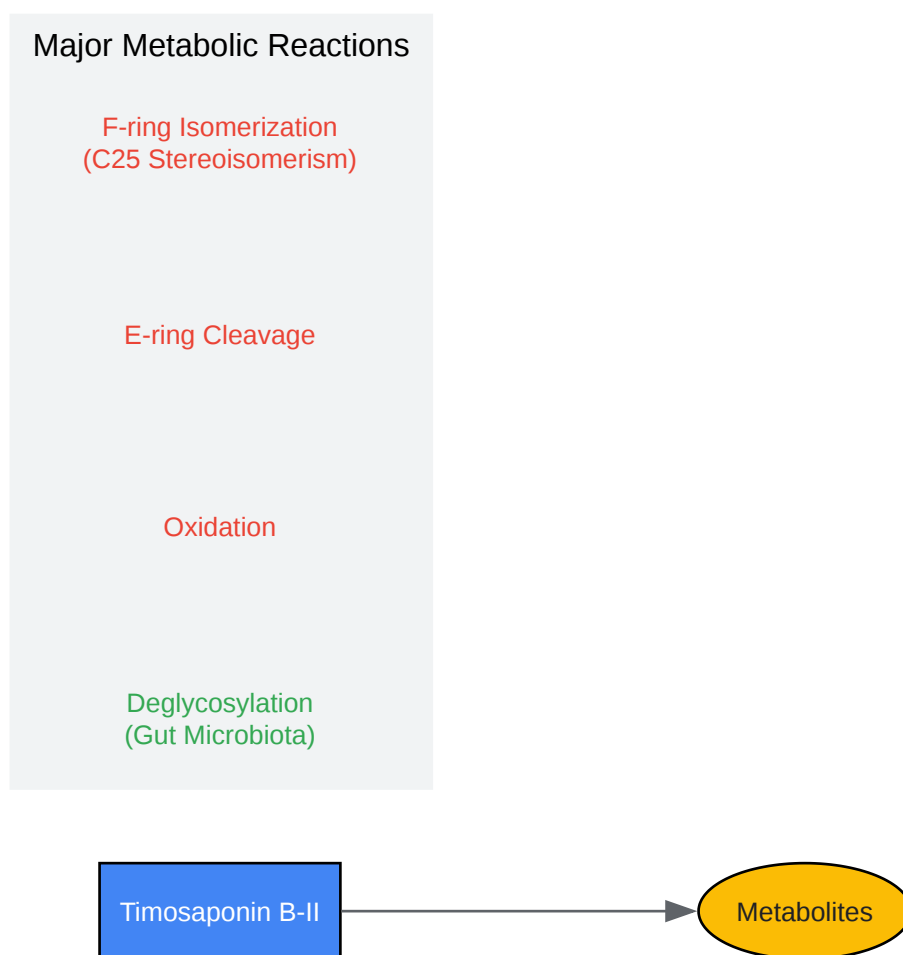 Major Metabolic Reactions
F-ring Isomerization
(C25 Stereoisomerism)
E-ring Cleavage
Oxidation
Deglycosylation
(Gut Microbiota)
Timosaponin B-II
Metabolites